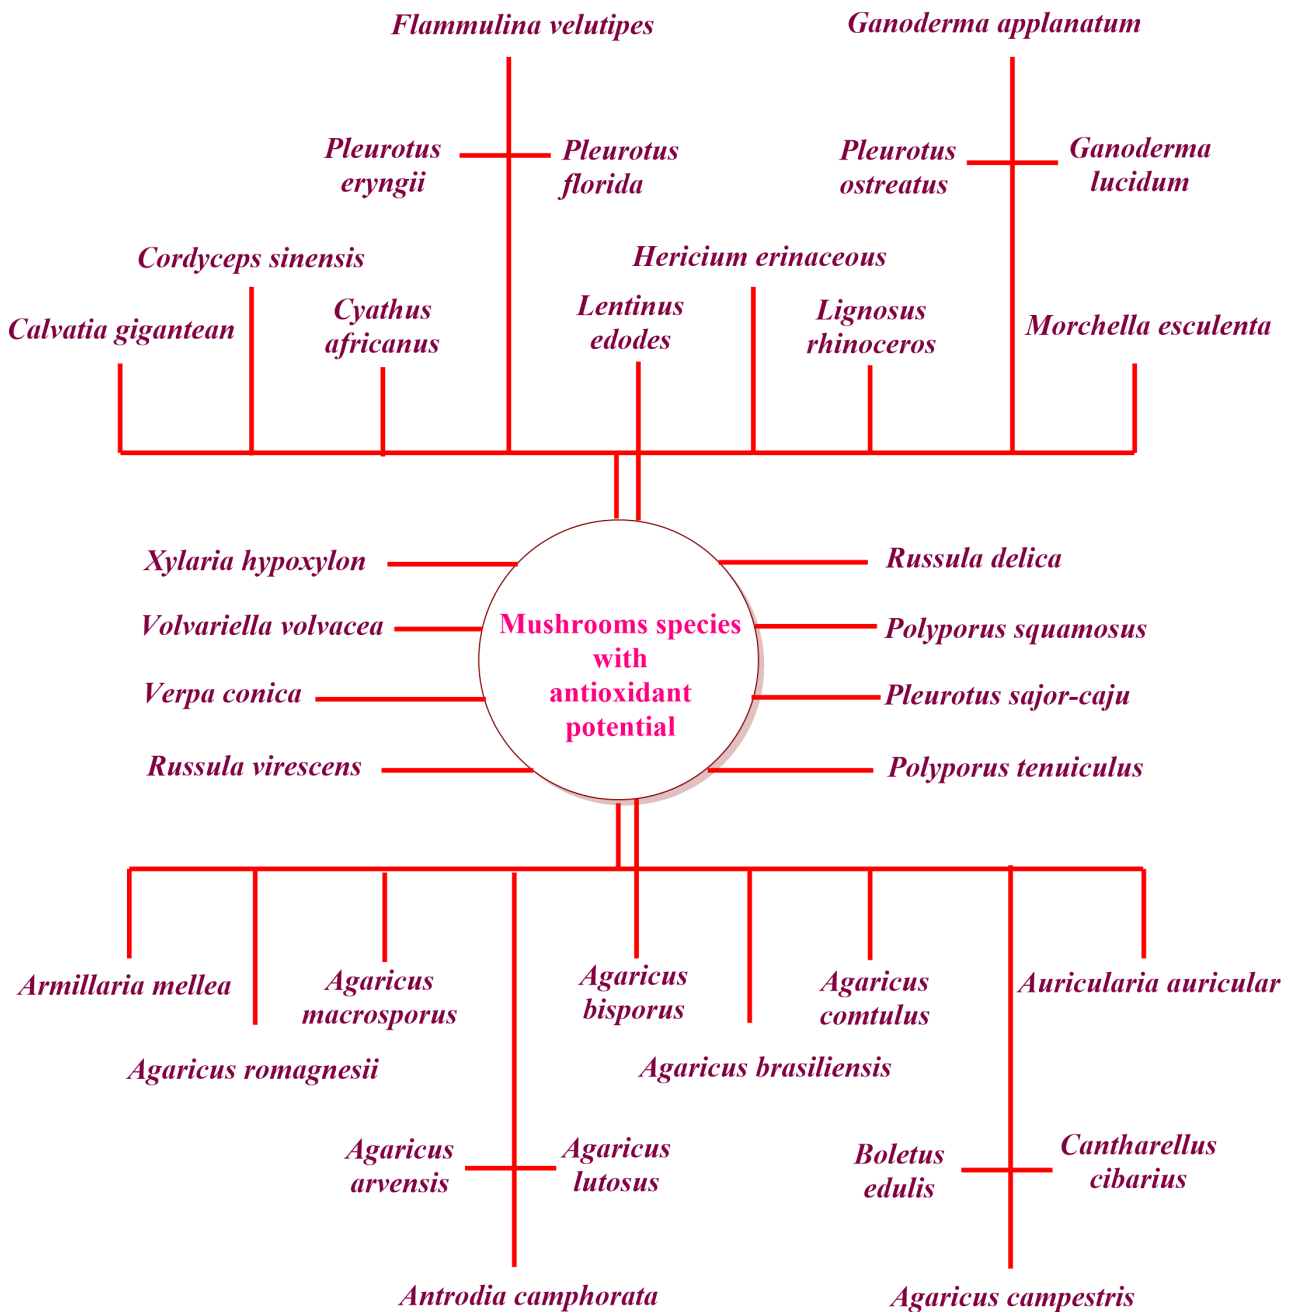 Flammulina velutipes
Ganoderma applanatum
Pleurotus
eryngii
Pleurotus
florida
Pleurotus
ostreatus
Ganoderma
lucidum
Cordyceps sinensis
Hericium erinaceous
Calvatia gigantean
Cyathus
africanus
Lentinus
edodes
Lignosus
rhinoceros
Morchella esculenta
Xylaria hypoxylon
Russula delica
Volvariella volvacea
Polyporus squamosus
Verpa conica
Pleurotus sajor-caju
Russula virescens
Polyporus tenuiculus
Mushrooms species
with
antioxidant
potential
Armillaria mellea
Agaricus
macrosporus
Agaricus
bisporus
Agaricus
comtulus
Auricularia auricular
Agaricus romagnesii
Agaricus brasiliensis
Agaricus
arvensis
Agaricus
lutosus
Boletus
edulis
Cantharellus
cibarius
Antrodia camphorata
Agaricus campestris